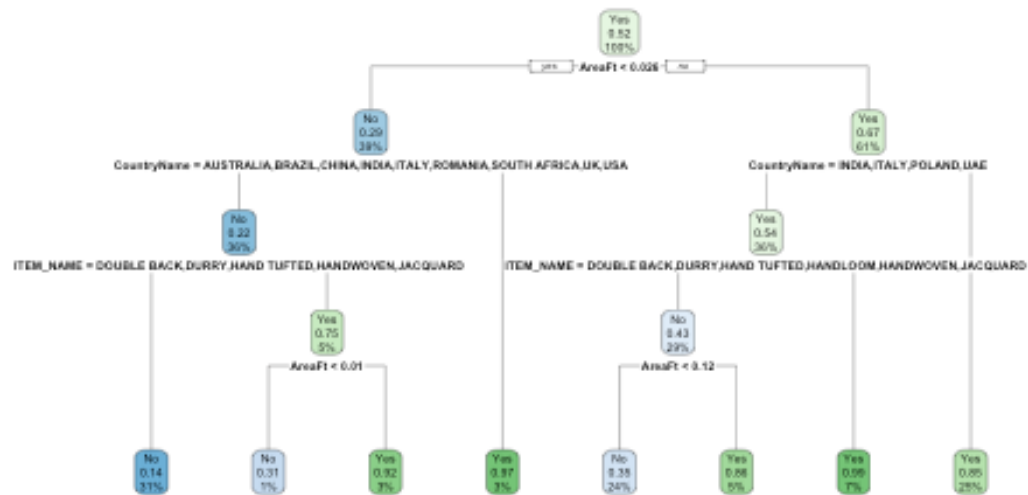 Yes
0.52
100%
yes AreaFt < 0.026 no
No
0.29
39%
Yes
0.67
61%
CountryName = AUSTRALIA,BRAZIL,CHINA,INDIA,ITALY,ROMANIA,SOUTH AFRICA,UK,USA
CountryName = INDIA,ITALY,POLAND,UAE
No
0.22
36%
Yes
0.54
36%
ITEM_NAME = DOUBLE BACK,DURRY,HAND TUFTED,HANDWOVEN,JACQUARD
ITEM_NAME = DOUBLE BACK,DURRY,HAND TUFTED,HANDLOOM,HANDWOVEN,JACQUARD
Yes
0.75
5%
No
0.43
29%
AreaFt < 0.01
AreaFt < 0.12
No
0.14
31%
No
0.31
1%
Yes
0.92
3%
Yes
0.97
3%
No
24%
Yes
5%
Yes
0.99
7%
Yes
0.85
25%